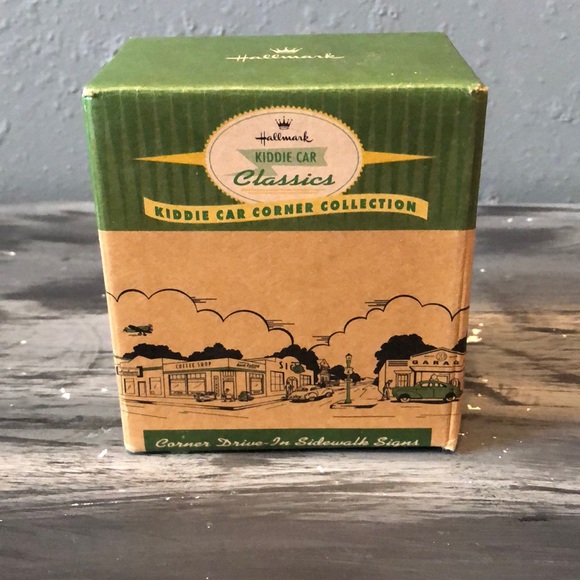 Hallmark
Hallmark
KIDDIE CAR
Classics
KIDDIE CAR CORNER COLLECTION
COFFEE SHOP
Corner Drive-In Sidewalk Signs